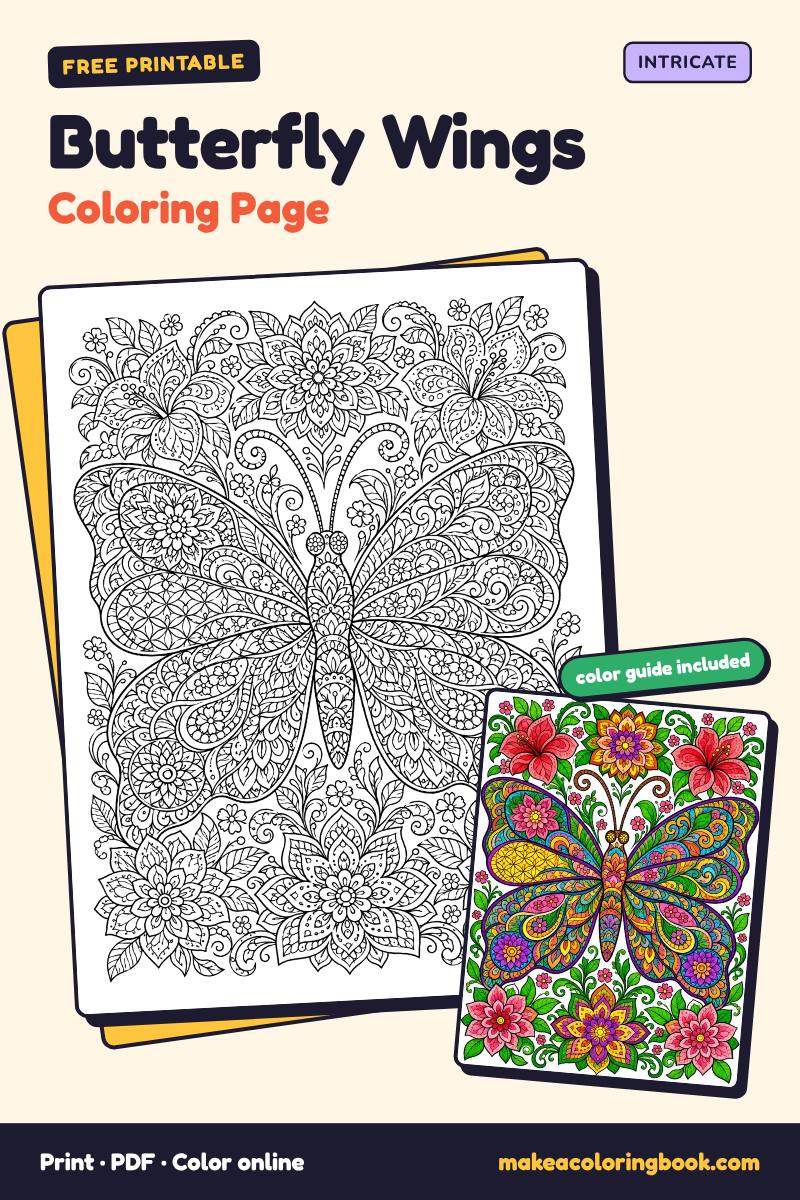 FREE PRINTABLE
INTRICATE
Butterfly Wings
Coloring Page
color guide included
Print · PDF · Color online
makeacoloringbook.com